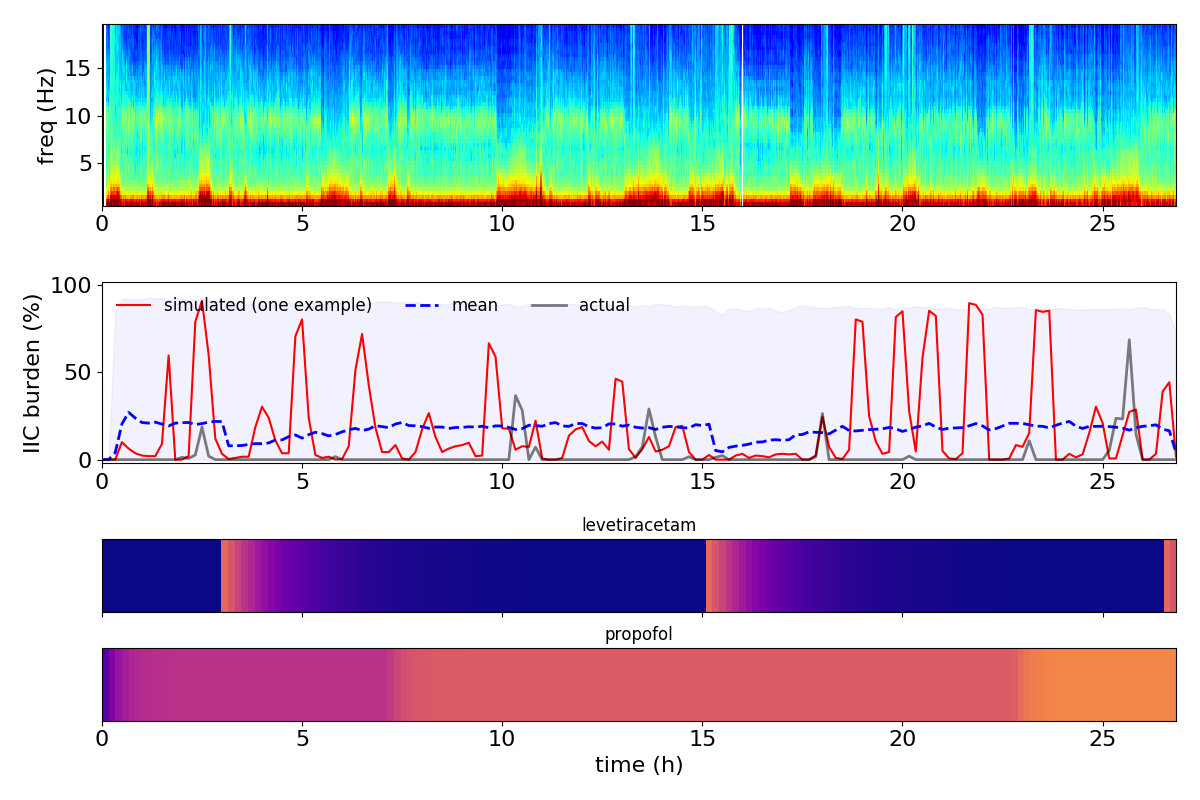 freq (Hz)
15
10
5
0 5 10 15 20 25
IIC burden (%)
100
50
0
simulated (one example) mean actual
0 5 10 15 20 25
levetiracetam
propofol
0 5 10 15 20 25
time (h)